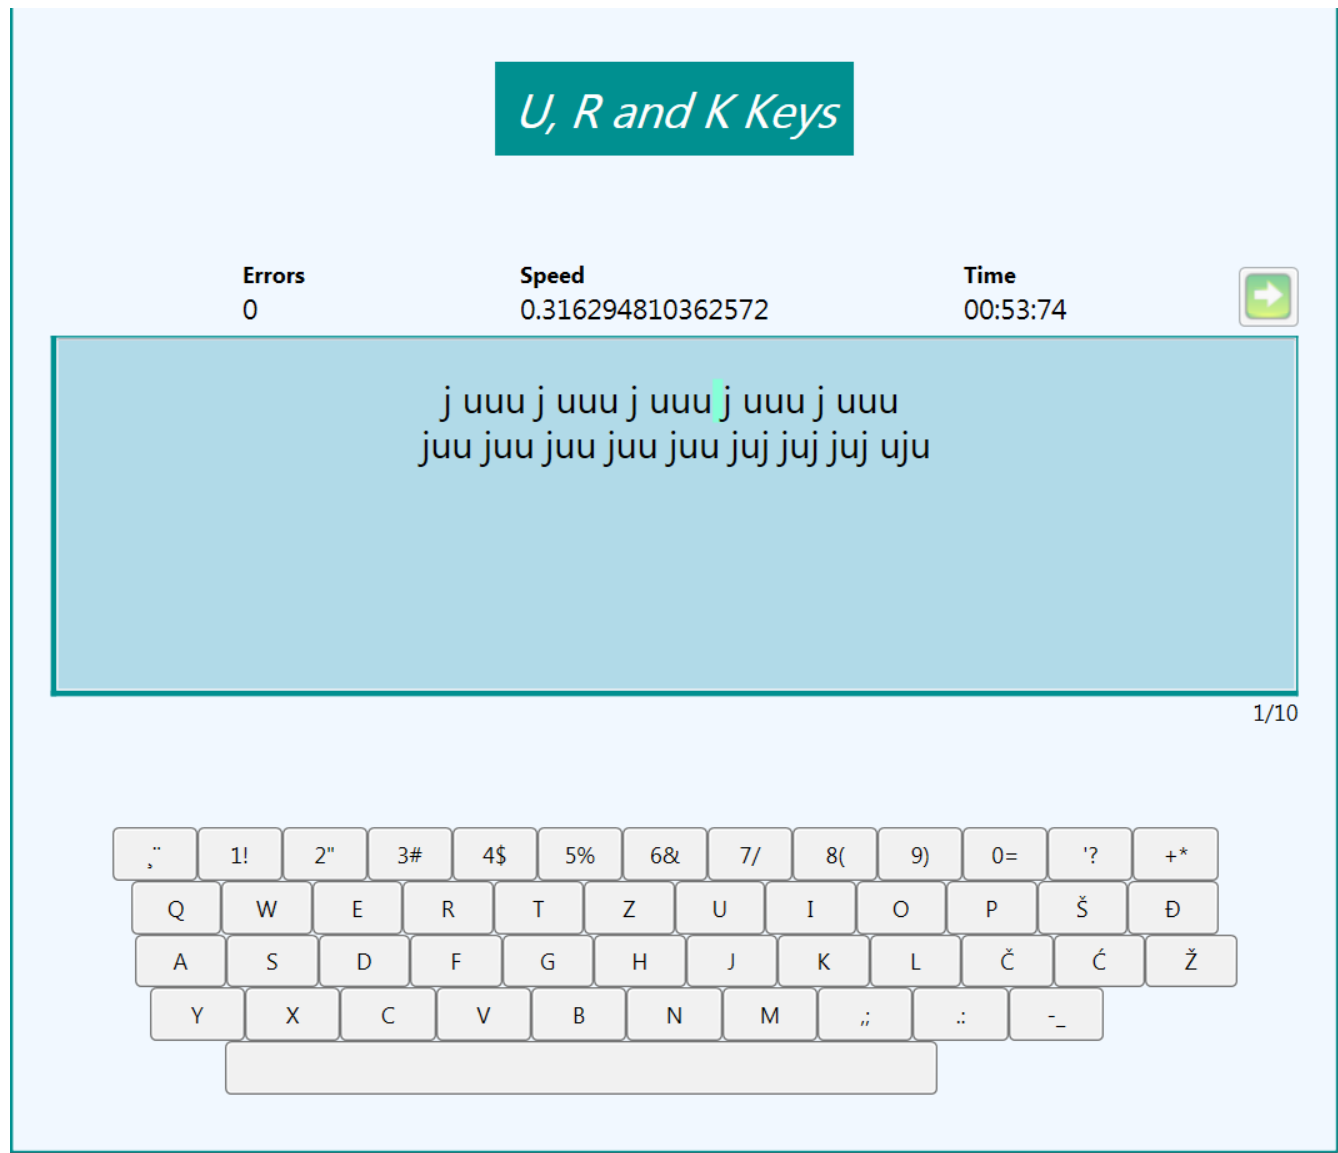 U, R and K Keys
Errors Speed Time
0 0.316294810362572 00:53:74
j uuu j uuu j uuu j uuu j uuu
juu juu juu juu juu juj juj juj uju
1/10
¸¨ 1! 2" 3# 4$ 5% 6& 7/ 8( 9) 0= '? +*
Q W E R T Z U I O P Š Đ
A S D F G H J K L Č Ć Ž
Y X C V B N M ,; .: -_